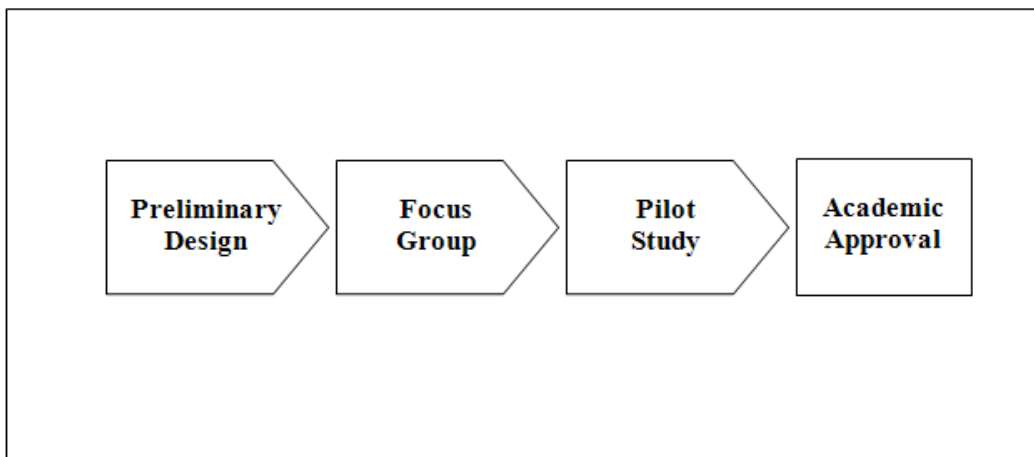 Preliminary
Design
Focus
Group
Pilot
Study
Academic
Approval